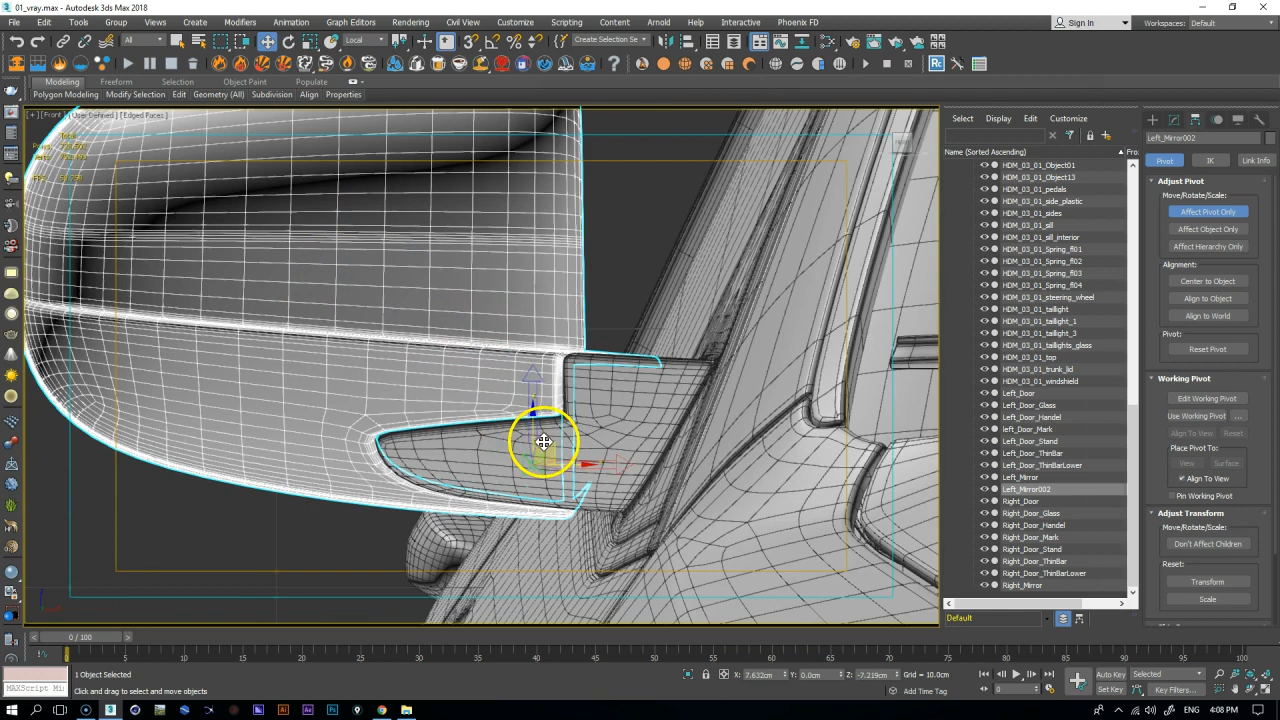 01_vray.max - Autodesk 3ds Max 2018
File Edit Tools Group Views Create Modifiers Animation Graph Editors Rendering Civil View Customize Scripting Content Arnold Help Interactive Phoenix FD
Sign In Workspaces: Default
All Local Create Selection Se
Modeling Freeform Selection Object Paint Populate
Polygon Modeling Modify Selection Edit Geometry (All) Subdivision Align Properties
[+] [Front] [User Defined] [Edged Faces]
Total
Select Display Edit Customize
Name (Sorted Ascending) Fro
HDM_03_01_Object01
HDM_03_01_Object13
HDM_03_01_pedals
HDM_03_01_side_plastic
HDM_03_01_sides
HDM_03_01_sill
HDM_03_01_sill_interior
HDM_03_01_Spring_fl01
HDM_03_01_Spring_fl02
HDM_03_01_Spring_fl03
HDM_03_01_Spring_fl04
HDM_03_01_steering_wheel
HDM_03_01_taillight
HDM_03_01_taillight_1
HDM_03_01_taillight_3
HDM_03_01_taillights_glass
HDM_03_01_top
HDM_03_01_trunk_lid
HDM_03_01_windshield
Left_Door
Left_Door_Glass
Left_Door_Handel
left_Door_Mark
Left_Door_Stand
Left_Door_ThinBar
Left_Door_ThinBarLower
Left_Mirror
Left_Mirror002
Right_Door
Right_Door_Glass
Right_Door_Handel
Right_Door_Mark
Right_Door_Stand
Right_Door_ThinBar
Right_Door_ThinBarLower
Right_Mirror
Default
Left_Mirror002
Pivot IK Link Info
Adjust Pivot
Move/Rotate/Scale:
Affect Pivot Only
Affect Object Only
Affect Hierarchy Only
Alignment:
Center to Object
Align to Object
Align to World
Pivot:
Reset Pivot
Working Pivot
Edit Working Pivot
Use Working Pivot ...
Align To View Reset
Place Pivot To:
View Surface
Align To View
Pin Working Pivot
Adjust Transform
Move/Rotate/Scale:
Don't Affect Children
Reset:
Transform
Scale
0 / 100
0 5 10 15 20 25 30 35 40 45 50 55 60 65 70 75 80 85 90 95 100
1 Object Selected
MAXScript Mi
Click and drag to select and move objects
X: 7.632cm Y: 0.0cm Z: -7.219cm Grid = 10.0cm
Add Time Tag
0
Auto Key Selected
Set Key Key Filters...
ENG 4:08 PM